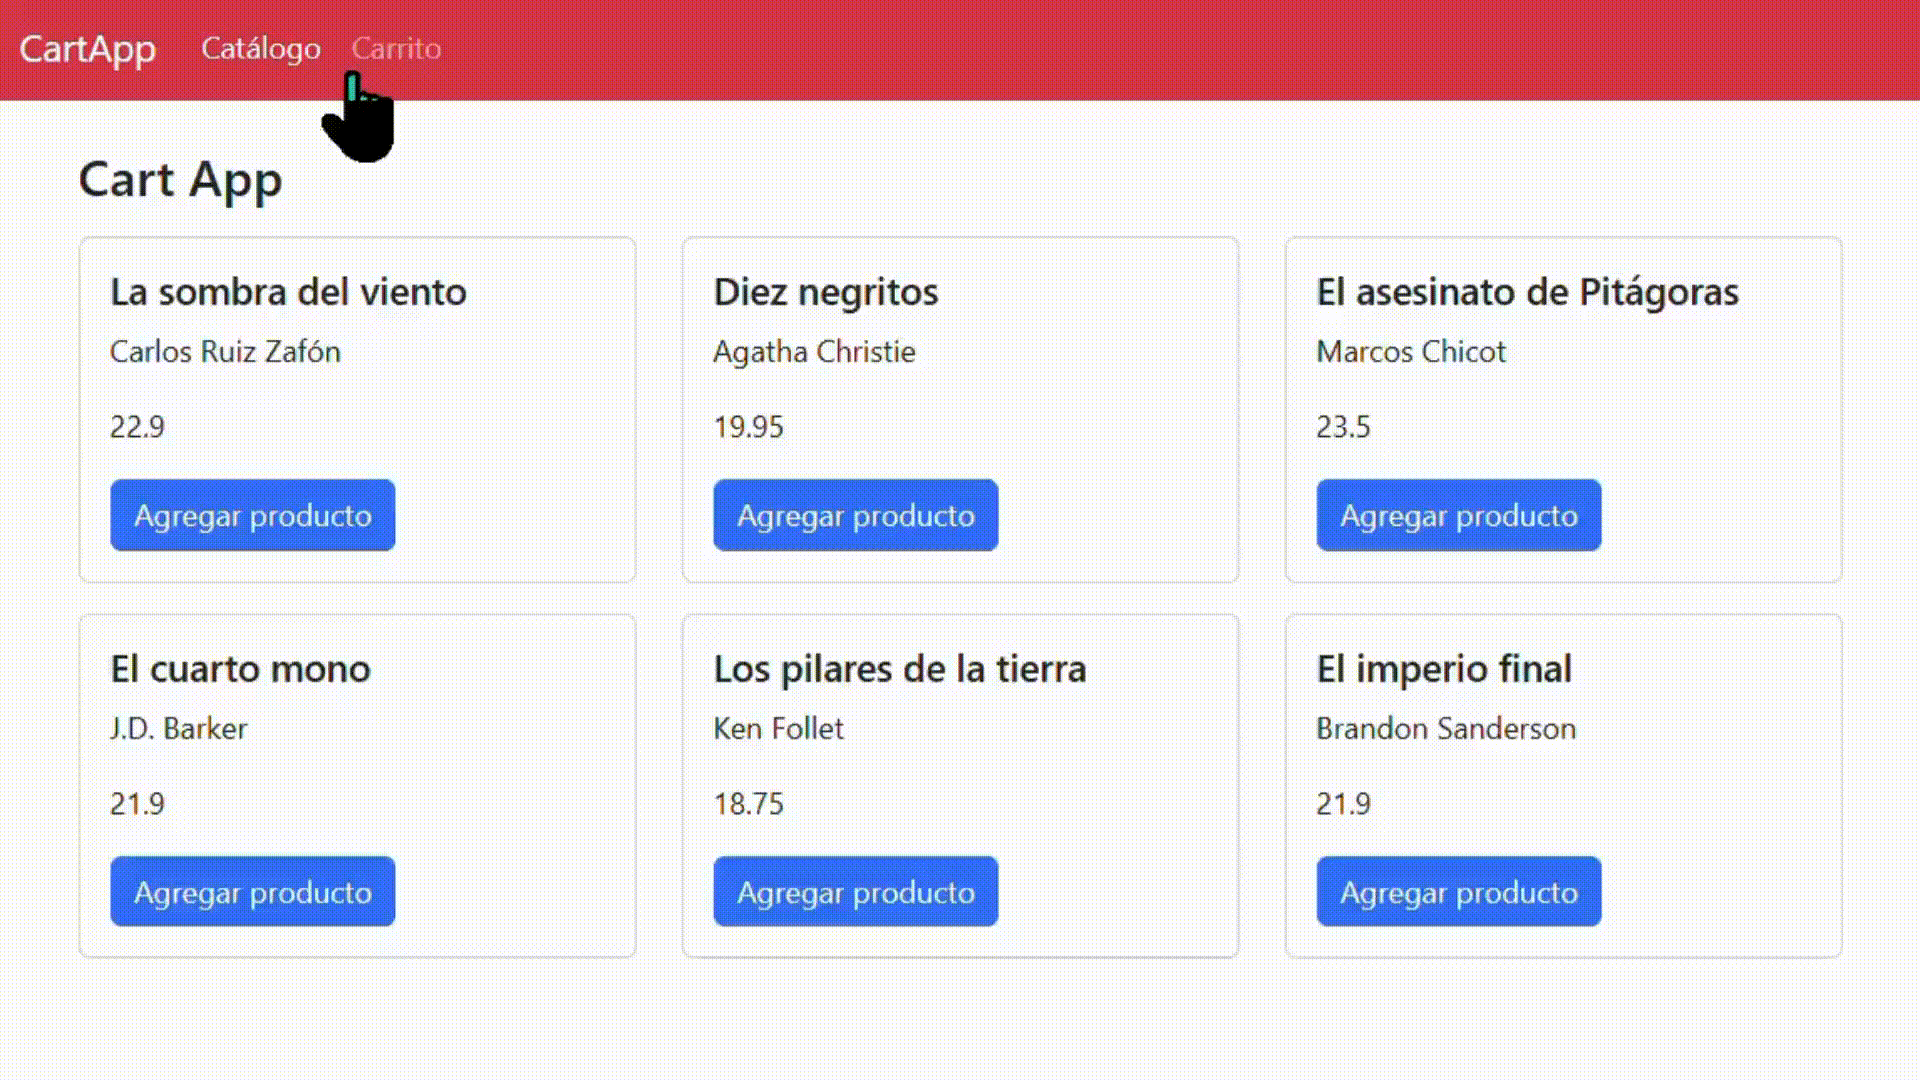 CartApp Catálogo Carrito
Cart App
La sombra del viento
Carlos Ruiz Zafón
22.9
Agregar producto
Diez negritos
Agatha Christie
19.95
Agregar producto
El asesinato de Pitágoras
Marcos Chicot
23.5
Agregar producto
El cuarto mono
J.D. Barker
21.9
Agregar producto
Los pilares de la tierra
Ken Follet
18.75
Agregar producto
El imperio final
Brandon Sanderson
21.9
Agregar producto